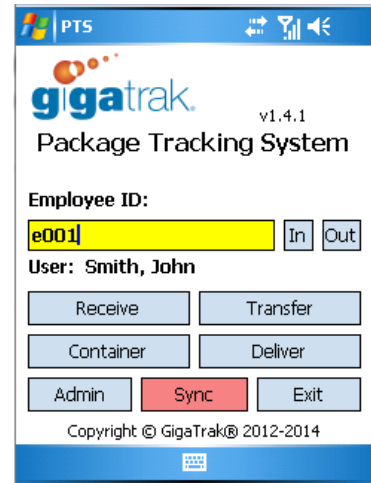 PTS
gigatrak.
v1.4.1
Package Tracking System
Employee ID:
e001 In Out
User: Smith, John
Receive Transfer
Container Deliver
Admin Sync Exit
Copyright © GigaTrak® 2012-2014